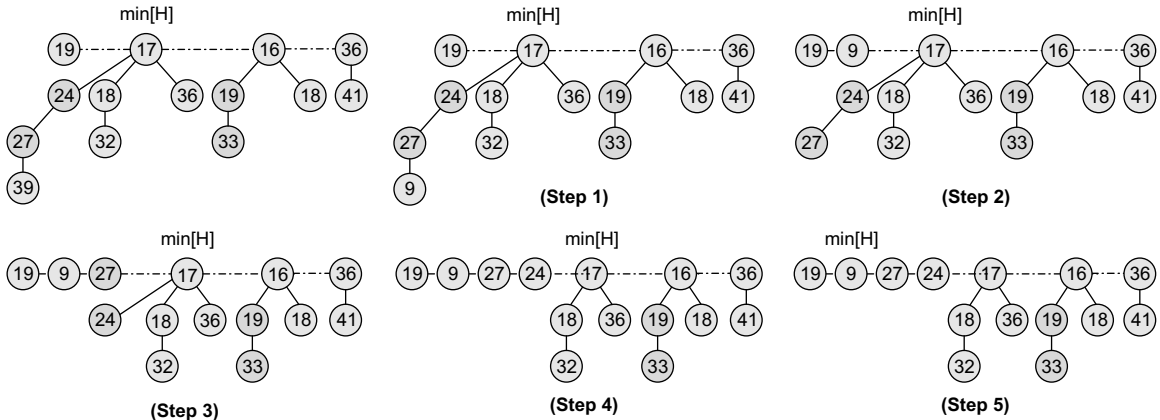 min[H]
19 17 16 36
24 18 36 19 18 41
27 32 33
39
min[H]
19 17 16 36
24 18 36 19 18 41
27 32 33
9
(Step 1)
min[H]
19 9 17 16 36
24 18 36 19 18 41
27 32 33
(Step 2)
min[H]
19 9 27 17 16 36
24 18 36 19 18 41
32 33
(Step 3)
min[H]
19 9 27 24 17 16 36
18 36 19 18 41
32 33
(Step 4)
min[H]
19 9 27 24 17 16 36
18 36 19 18 41
32 33
(Step 5)